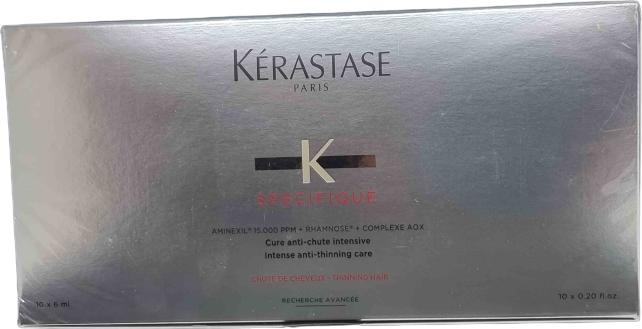 KÉRASTASE
PARIS
K
SPECIFIQUE
AMINEXIL® 15.000 PPM + RHAMNOSE® + COMPLEXE AOX
Cure anti-chute intensive
Intense anti-thinning care
CHUTE DE CHEVEUX - THINNING HAIR
10 x 6 ml
10 x 0.20 fl.oz.
RECHERCHE AVANCÉE